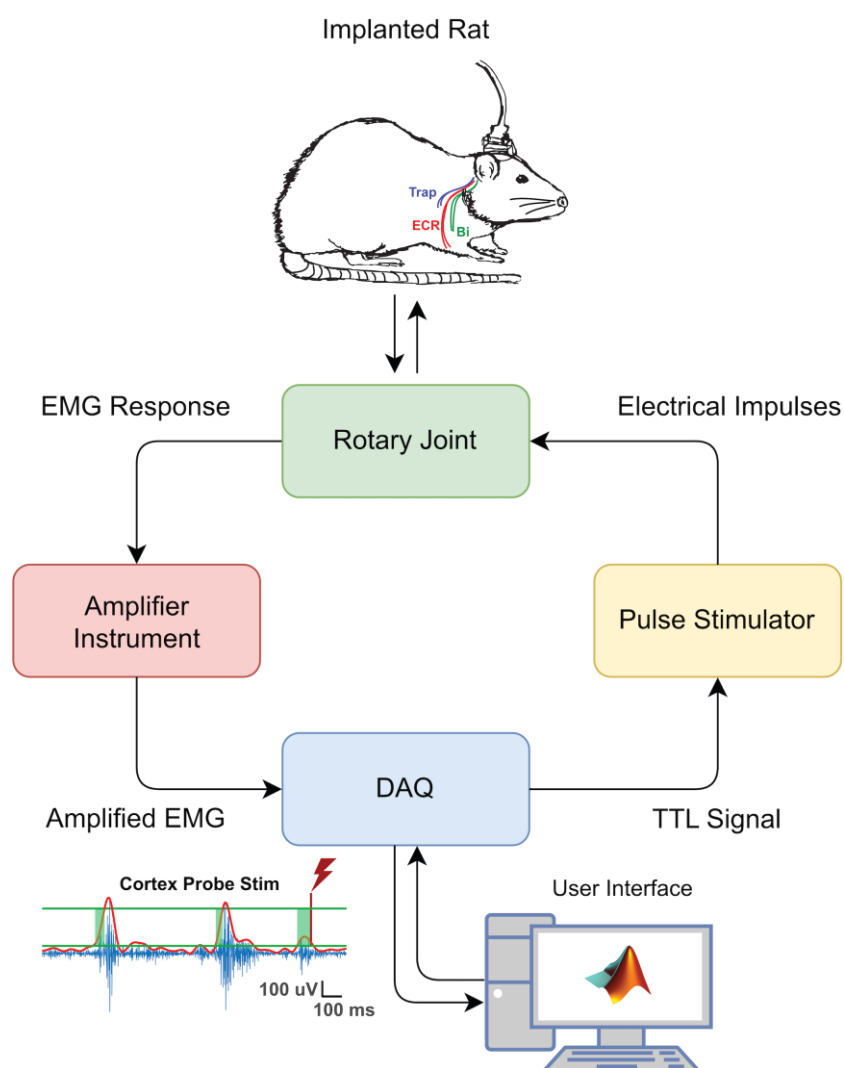 Implanted Rat
Trap
ECR
Bi
EMG Response
Electrical Impulses
Rotary Joint
Amplifier
Instrument
Pulse Stimulator
DAQ
Amplified EMG
TTL Signal
Cortex Probe Stim
User Interface
100 uV
100 ms